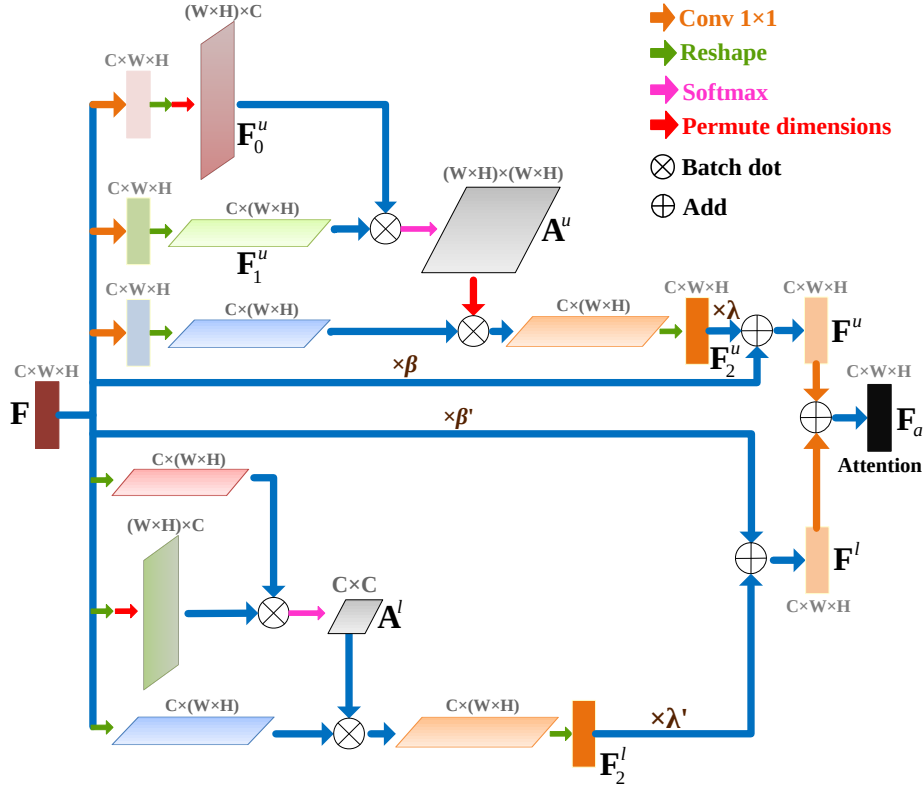 (W×H)×C
Conv 1×1
C×W×H
Reshape
Softmax
F₀ᵘ
Permute dimensions
(W×H)×(W×H)
Batch dot
C×W×H
C×(W×H)
Aᵘ
Add
F₁ᵘ
C×W×H
C×(W×H)
C×(W×H)
C×W×H
×λ
C×W×H
Fᵘ
F₂ᵘ
×β
C×W×H
C×W×H
F
×β'
Fₐ
Attention
C×(W×H)
(W×H)×C
C×C
Aˡ
Fˡ
C×W×H
C×(W×H)
C×(W×H)
×λ'
F₂ˡ